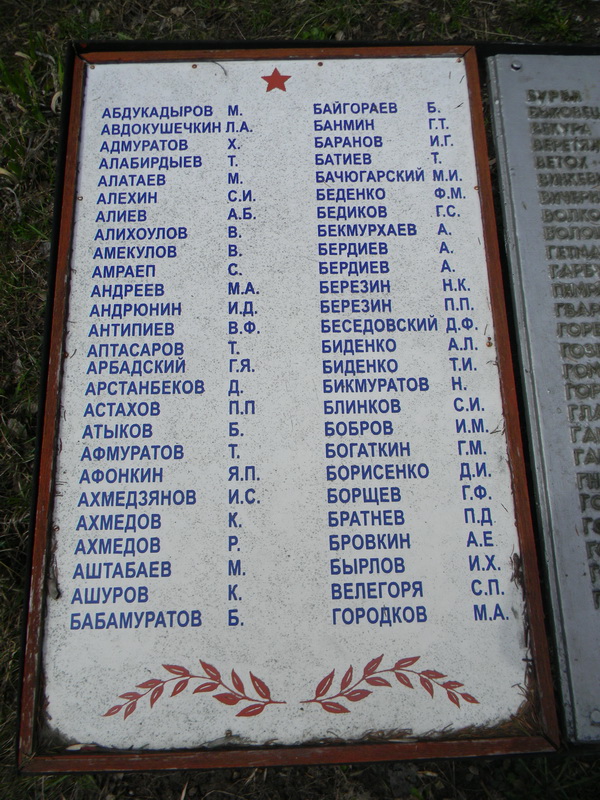 АБДУКАДЫРОВ М.
АВДОКУШЕЧКИН Л.А.
АДМУРАТОВ Х.
АЛАБИРДЫЕВ Т.
АЛАТАЕВ М.
АЛЕХИН С.И.
АЛИЕВ А.Б.
АЛИХОУЛОВ В.
АМЕКУЛОВ В.
АМРАЕП С.
АНДРЕЕВ М.А.
АНДРЮНИН И.Д.
АНТИПИЕВ В.Ф.
АПТАСАРОВ Т.
АРБАДСКИЙ Г.Я.
АРСТАНБЕКОВ Д.
АСТАХОВ П.П
АТЫКОВ Б.
АФМУРАТОВ Т.
АФОНКИН Я.П.
АХМЕДЗЯНОВ И.С.
АХМЕДОВ К.
АХМЕДОВ Р.
АШТАБАЕВ М.
АШУРОВ К.
БАБАМУРАТОВ Б.
БАЙГОРАЕВ Б.
БАНМИН Г.Т.
БАРАНОВ И.Г.
БАТИЕВ Т.
БАЧЮГАРСКИЙ М.И.
БЕДЕНКО Ф.М.
БЕДИКОВ Г.С.
БЕКМУРХАЕВ А.
БЕРДИЕВ А.
БЕРДИЕВ А.
БЕРЕЗИН Н.К.
БЕРЕЗИН П.П.
БЕСЕДОВСКИЙ Д.Ф.
БИДЕНКО А.Л.
БИДЕНКО Т.И.
БИКМУРАТОВ Н.
БЛИНКОВ С.И.
БОБРОВ И.М.
БОГАТКИН Г.М.
БОРИСЕНКО Д.И.
БОРЩЕВ Г.Ф.
БРАТНЕВ П.Д
БРОВКИН А.Е
БЫРЛОВ И.Х.
ВЕЛЕГОРЯ С.П.
ГОРОДКОВ М.А.